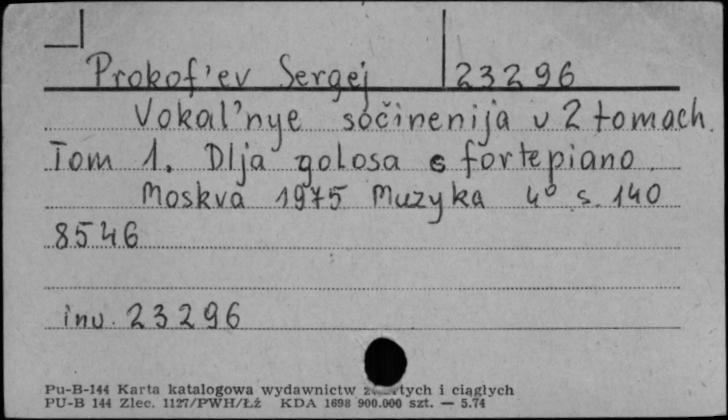 Prokof'ev Sergej 23296
Vokal'nye sočinenija v 2 tomach.
Tom 1. Dlja golosa s fortepiano.
Moskva 1975 Muzyka 4° s. 140
8546
inv. 23296
Pu-B-144 Karta katalogowa wydawnictw i ciągłych
PU-B 144 Zlec. 1127/PWH/Łż KDA 1698 900.000 szt. — 5.74